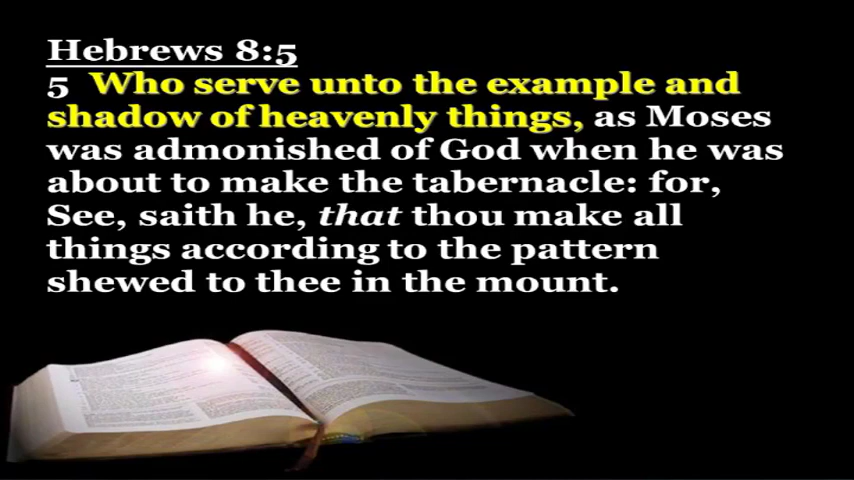 Hebrews 8:5
5 Who serve unto the example and
shadow of heavenly things, as Moses
was admonished of God when he was
about to make the tabernacle: for,
See, saith he, that thou make all
things according to the pattern
shewed to thee in the mount.